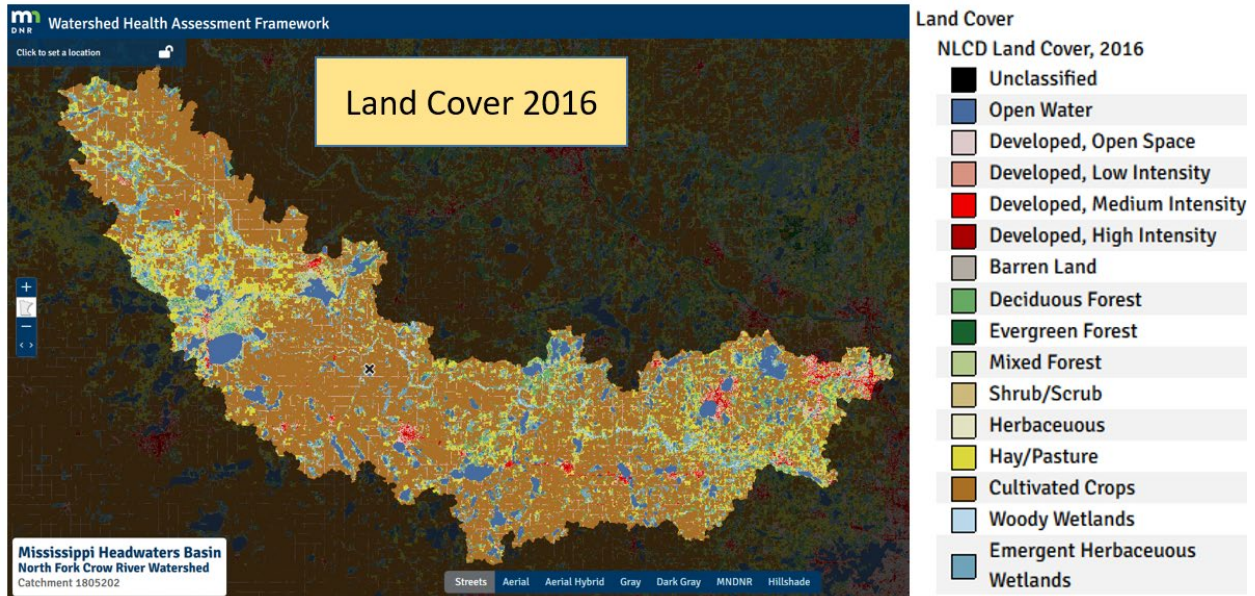 mn
DNR
Watershed Health Assessment Framework
Click to set a location
Land Cover 2016
+
−
< >
Mississippi Headwaters Basin
North Fork Crow River Watershed
Catchment 1805202
Streets Aerial Aerial Hybrid Gray Dark Gray MNDNR Hillshade
Land Cover
NLCD Land Cover, 2016
Unclassified
Open Water
Developed, Open Space
Developed, Low Intensity
Developed, Medium Intensity
Developed, High Intensity
Barren Land
Deciduous Forest
Evergreen Forest
Mixed Forest
Shrub/Scrub
Herbaceuous
Hay/Pasture
Cultivated Crops
Woody Wetlands
Emergent Herbaceuous
Wetlands